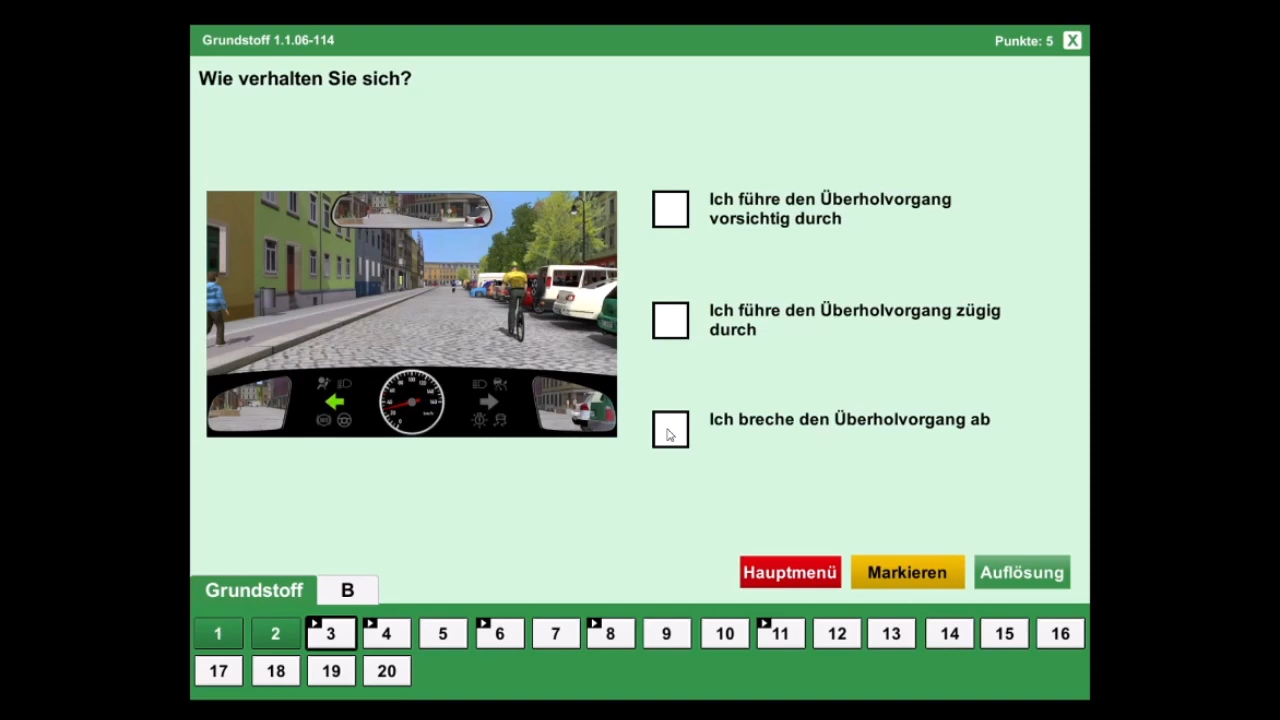 Grundstoff 1.1.06-114
Punkte: 5 X
Wie verhalten Sie sich?
Ich führe den Überholvorgang
vorsichtig durch
Ich führe den Überholvorgang zügig
durch
Ich breche den Überholvorgang ab
Hauptmenü Markieren Auflösung
Grundstoff B
1 2 3 4 5 6 7 8 9 10 11 12 13 14 15 16
17 18 19 20